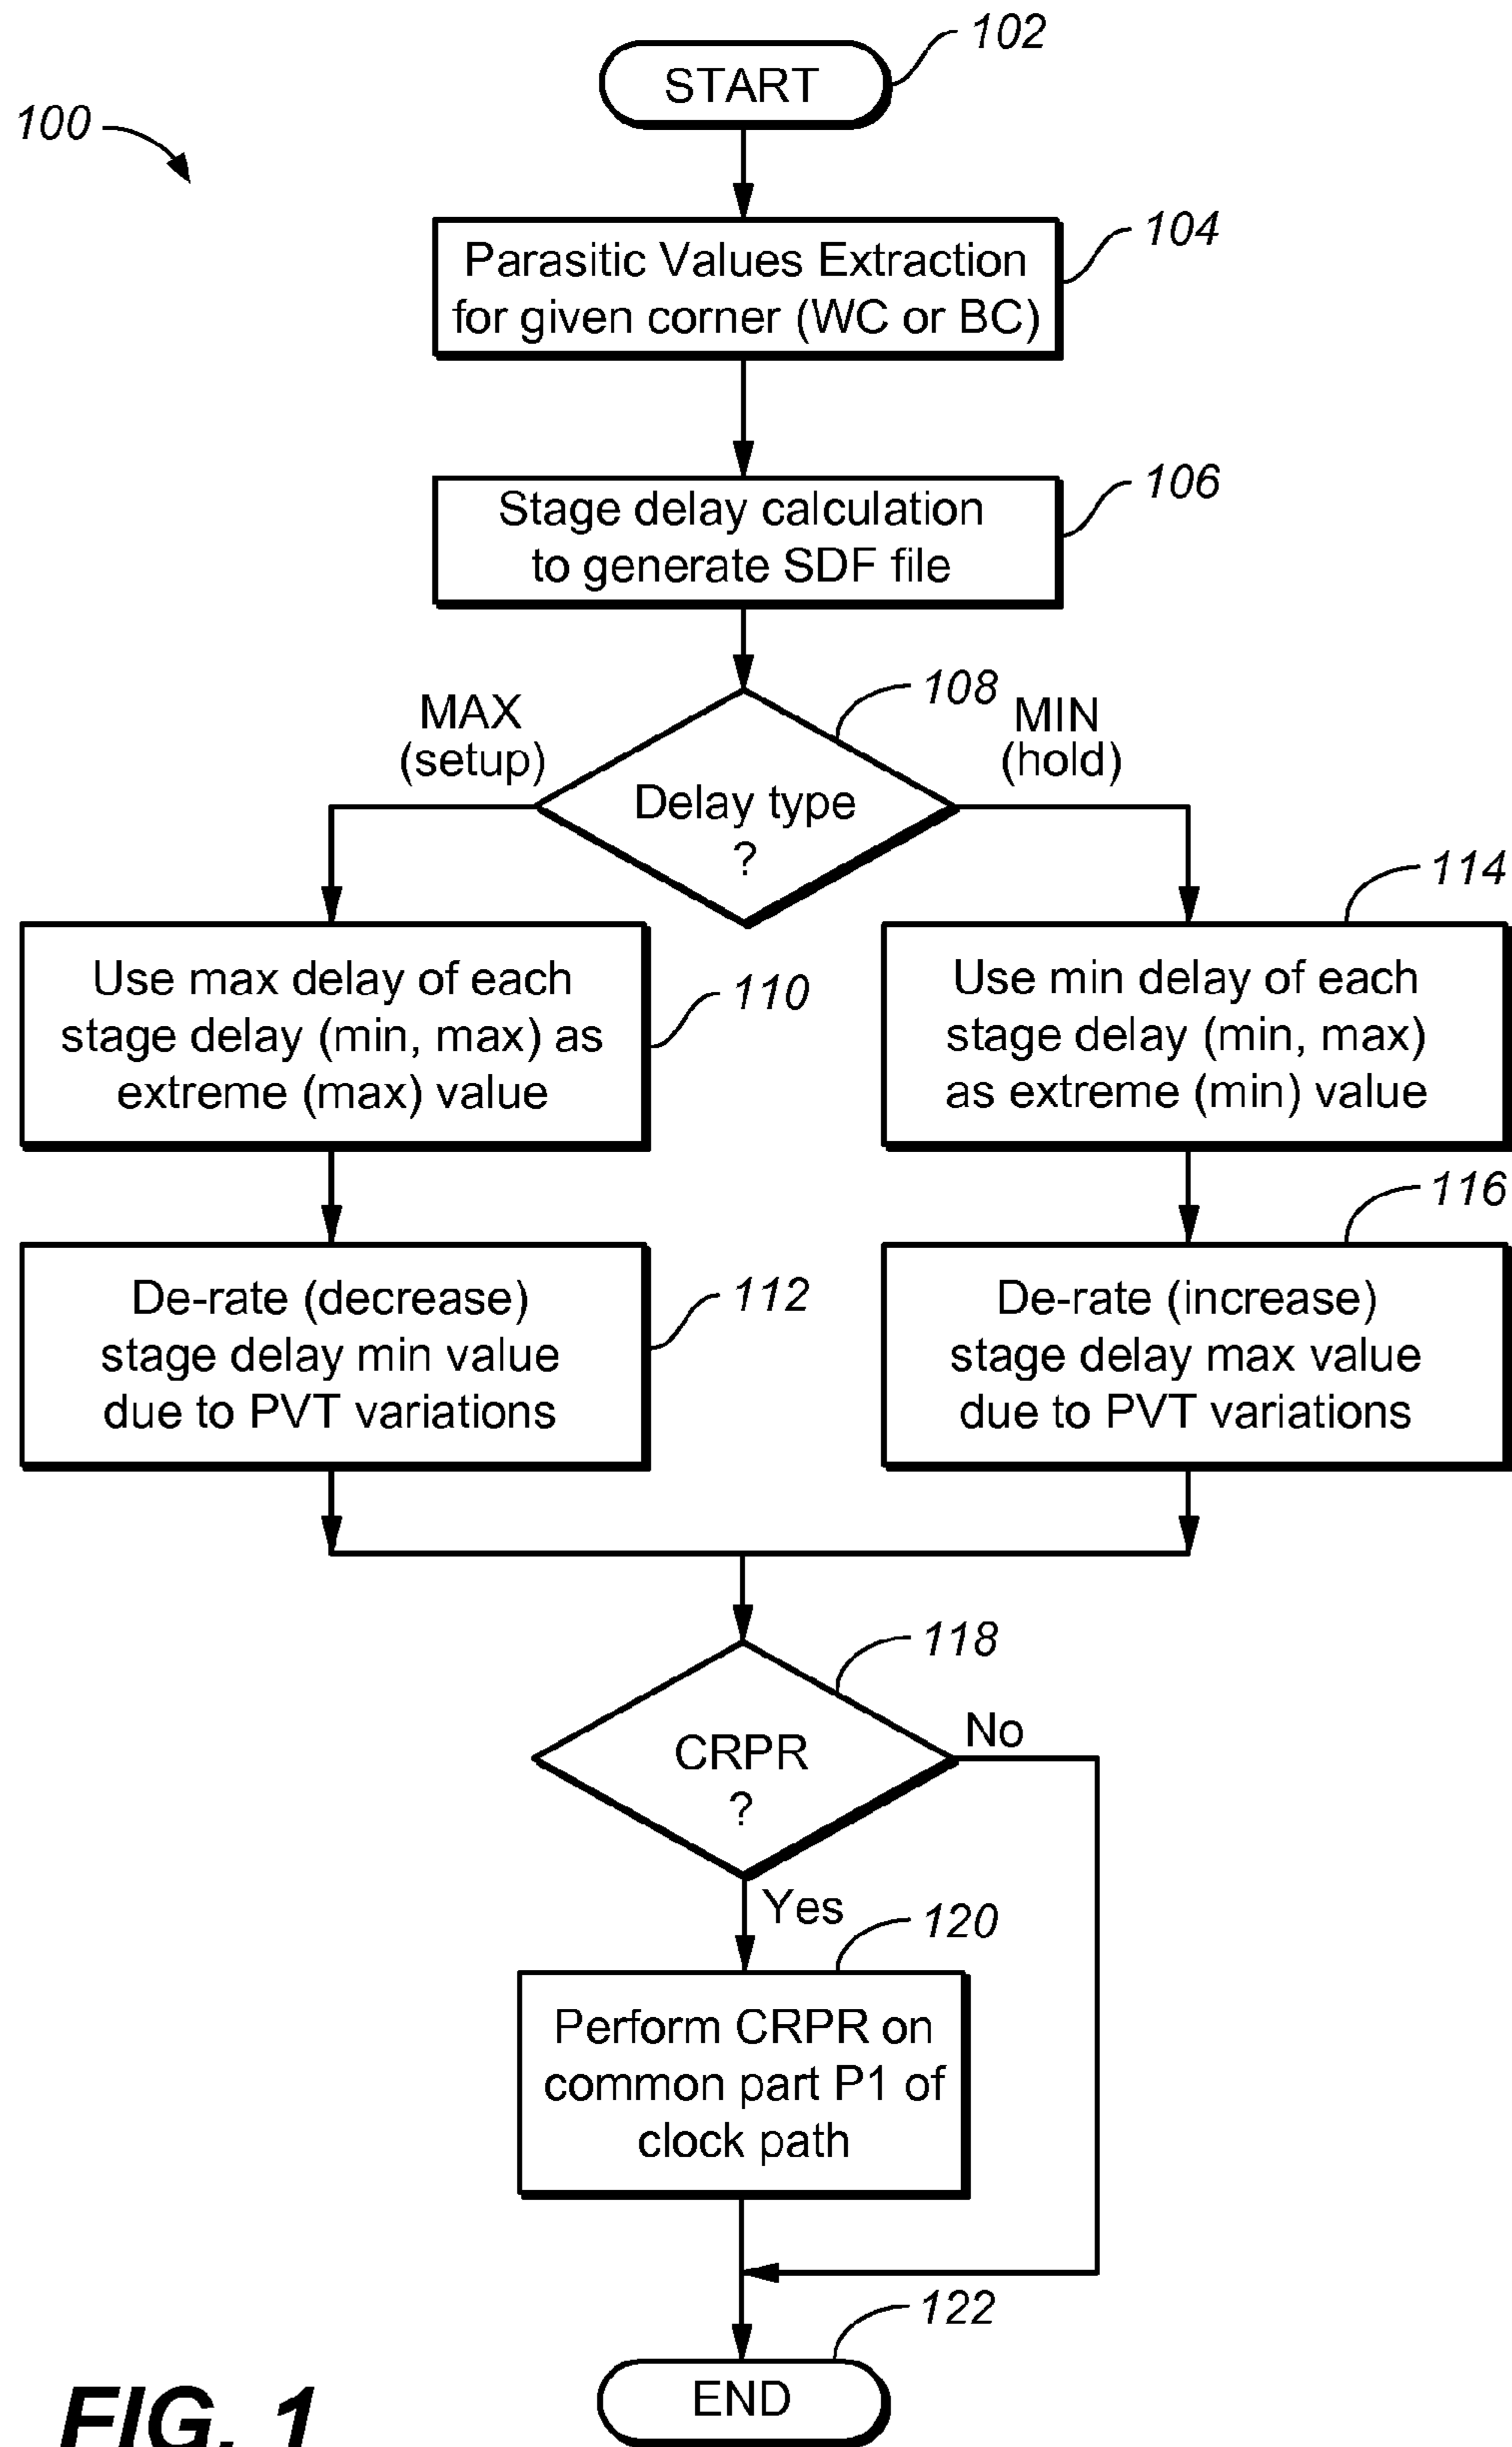 102
START
100
104
Parasitic Values Extraction
for given corner (WC or BC)
106
Stage delay calculation
to generate SDF file
108
MAX
(setup)
MIN
(hold)
Delay type
?
114
Use max delay of each
stage delay (min, max) as
extreme (max) value
110
Use min delay of each
stage delay (min, max)
as extreme (min) value
116
De-rate (decrease)
stage delay min value
due to PVT variations
112
De-rate (increase)
stage delay max value
due to PVT variations
118
CRPR
?
No
Yes
120
Perform CRPR on
common part P1 of
clock path
122
END
FIG. 1